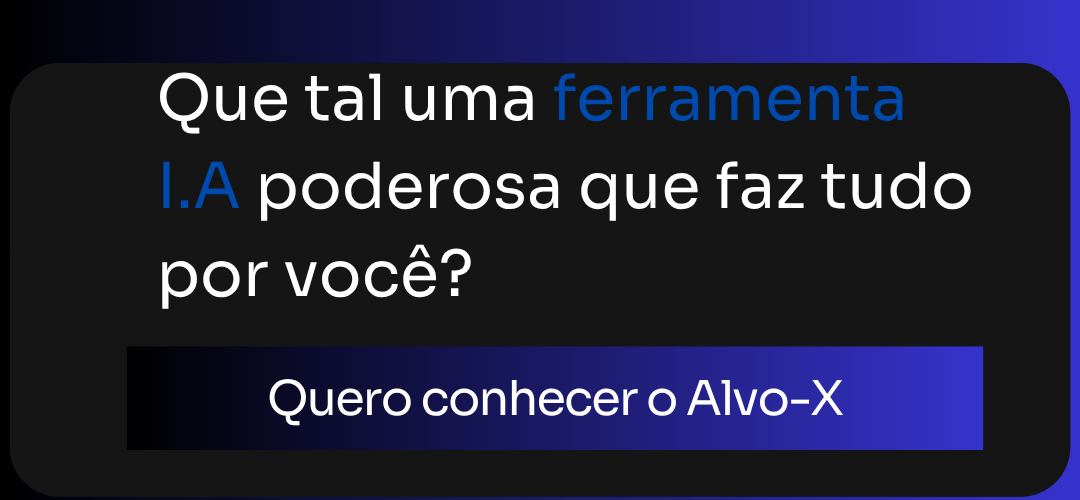 Que tal uma ferramenta
I.A poderosa que faz tudo
por você?
Quero conhecer o Alvo-X